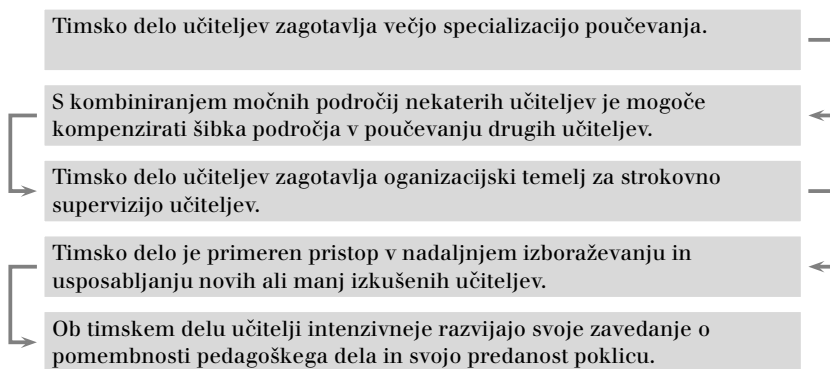 Timsko delo učiteljev zagotavlja večjo specializacijo poučevanja.
S kombiniranjem močnih področij nekaterih učiteljev je mogoče
kompenzirati šibka področja v poučevanju drugih učiteljev.
Timsko delo učiteljev zagotavlja oganizacijski temelj za strokovno
supervizijo učiteljev.
Timsko delo je primeren pristop v nadaljnjem izboraževanju in
usposabljanju novih ali manj izkušenih učiteljev.
Ob timskem delu učitelji intenzivneje razvijajo svoje zavedanje o
pomembnosti pedagoškega dela in svojo predanost poklicu.